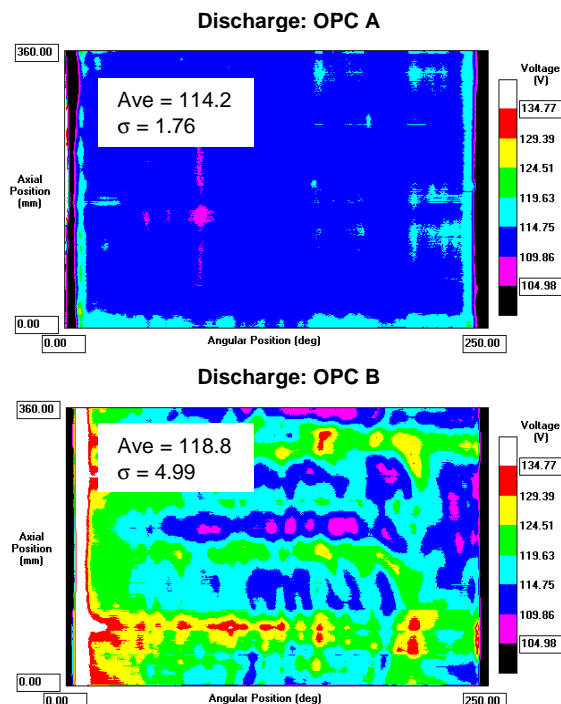 Discharge: OPC A
360.00
Ave = 114.2
σ = 1.76
Axial
Position
(mm)
0.00
0.00
Angular Position (deg)
250.00
Voltage
(V)
134.77
129.39
124.51
119.63
114.75
109.86
104.98
Discharge: OPC B
360.00
Ave = 118.8
σ = 4.99
Axial
Position
(mm)
0.00
0.00
Angular Position (deg)
250.00
Voltage
(V)
134.77
129.39
124.51
119.63
114.75
109.86
104.98